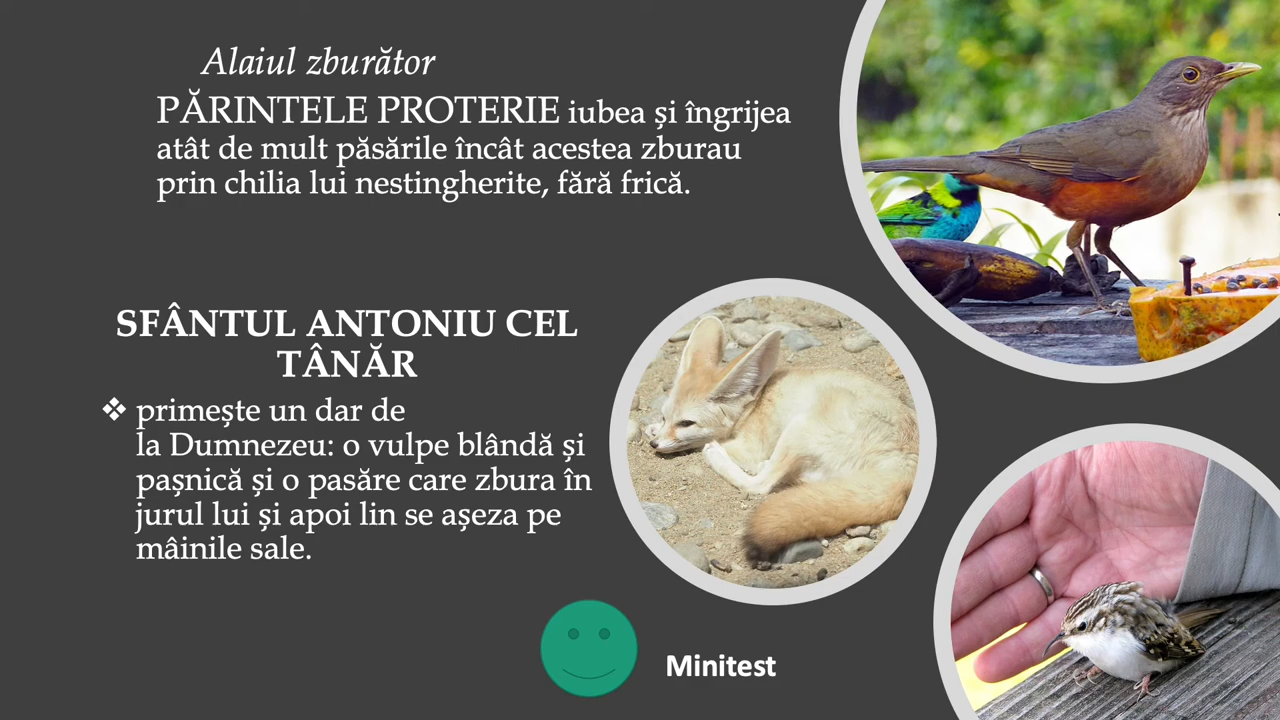 Alaiul zburător
PĂRINTELE PROTERIE iubea și îngrijea
atât de mult păsările încât acestea zburau
prin chilia lui nestingherite, fără frică.
SFÂNTUL ANTONIU CEL
TÂNĂR
❖ primește un dar de
la Dumnezeu: o vulpe blândă și
pașnică și o pasăre care zbura în
jurul lui și apoi lin se așeza pe
mâinile sale.
Minitest